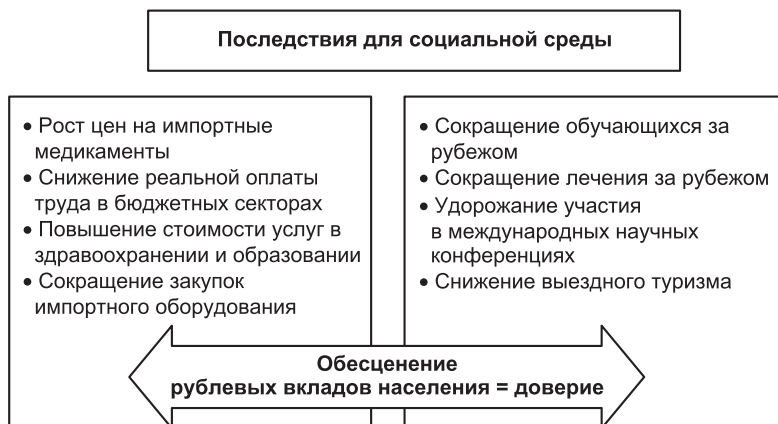 Последствия для социальной среды
• Рост цен на импортные
медикаменты
• Снижение реальной оплаты
труда в бюджетных секторах
• Повышение стоимости услуг в
здравоохранении и образовании
• Сокращение закупок
импортного оборудования
• Сокращение обучающихся за
рубежом
• Сокращение лечения за рубежом
• Удорожание участия
в международных научных
конференциях
• Снижение выездного туризма
Обесценение
рублевых вкладов населения = доверие